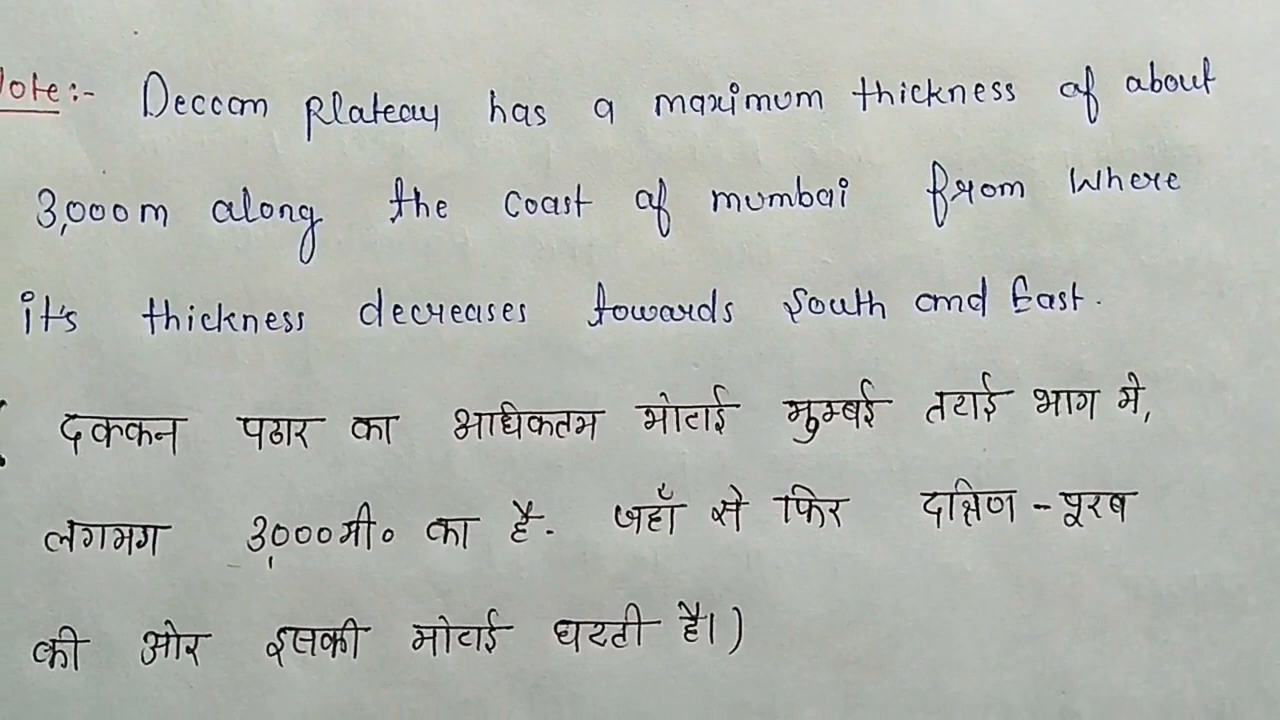 Note:- Deccan plateau has a maximum thickness of about
3,000m along the coast of mumbai from where
it's thickness decreases towards south and East.
( दक्कन पठार का अधिकतम मोटाई मुम्बई तटाई भाग मे,
लगभग 3,000मी० का है. जहाँ से फिर दक्षिण - पूरब
की ओर इसकी मोटाई घटती है।)